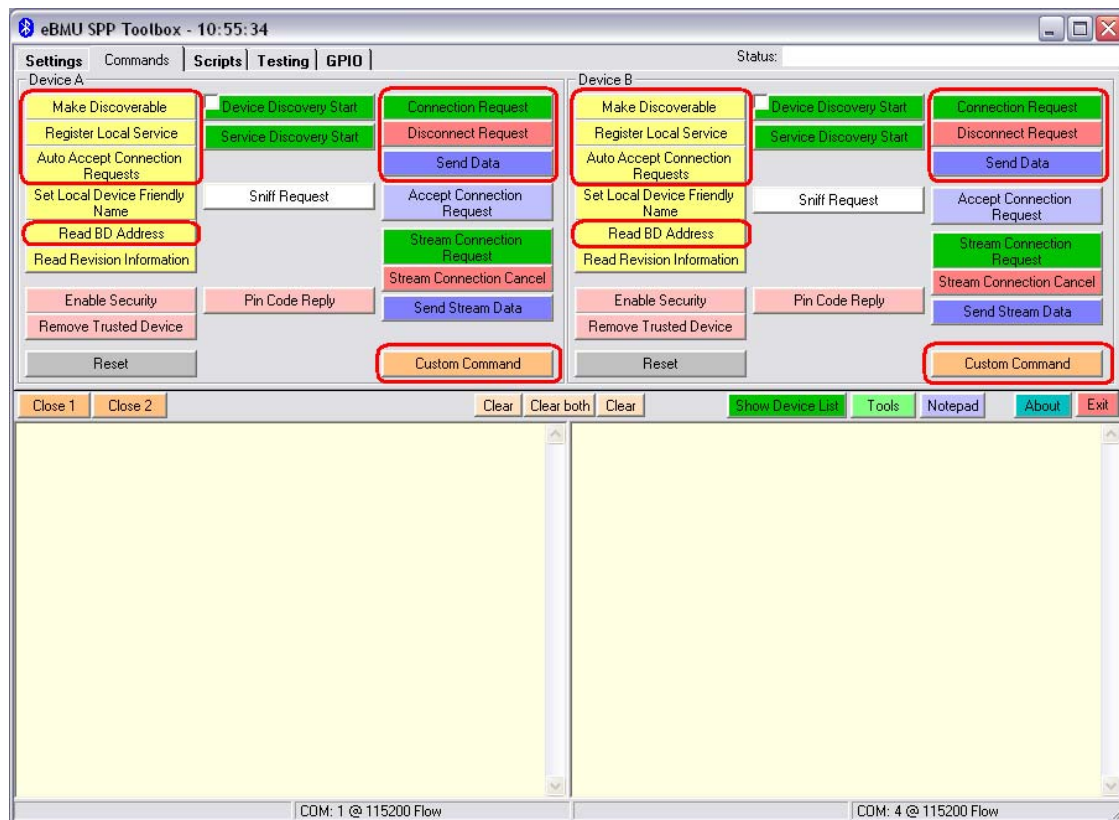 eBMU SPP Toolbox - 10:55:34
Settings Commands Scripts Testing GPIO Status:
Device A
Make Discoverable
Register Local Service
Auto Accept Connection
Requests
Set Local Device Friendly
Name
Read BD Address
Read Revision Information
Enable Security
Remove Trusted Device
Reset
Device Discovery Start
Service Discovery Start
Sniff Request
Pin Code Reply
Connection Request
Disconnect Request
Send Data
Accept Connection
Request
Stream Connection
Request
Stream Connection Cancel
Send Stream Data
Custom Command
Device B
Make Discoverable
Register Local Service
Auto Accept Connection
Requests
Set Local Device Friendly
Name
Read BD Address
Read Revision Information
Enable Security
Remove Trusted Device
Reset
Device Discovery Start
Service Discovery Start
Sniff Request
Pin Code Reply
Connection Request
Disconnect Request
Send Data
Accept Connection
Request
Stream Connection
Request
Stream Connection Cancel
Send Stream Data
Custom Command
Close 1 Close 2 Clear Clear both Clear Show Device List Tools Notepad About Exit
COM: 1 @ 115200 Flow COM: 4 @ 115200 Flow